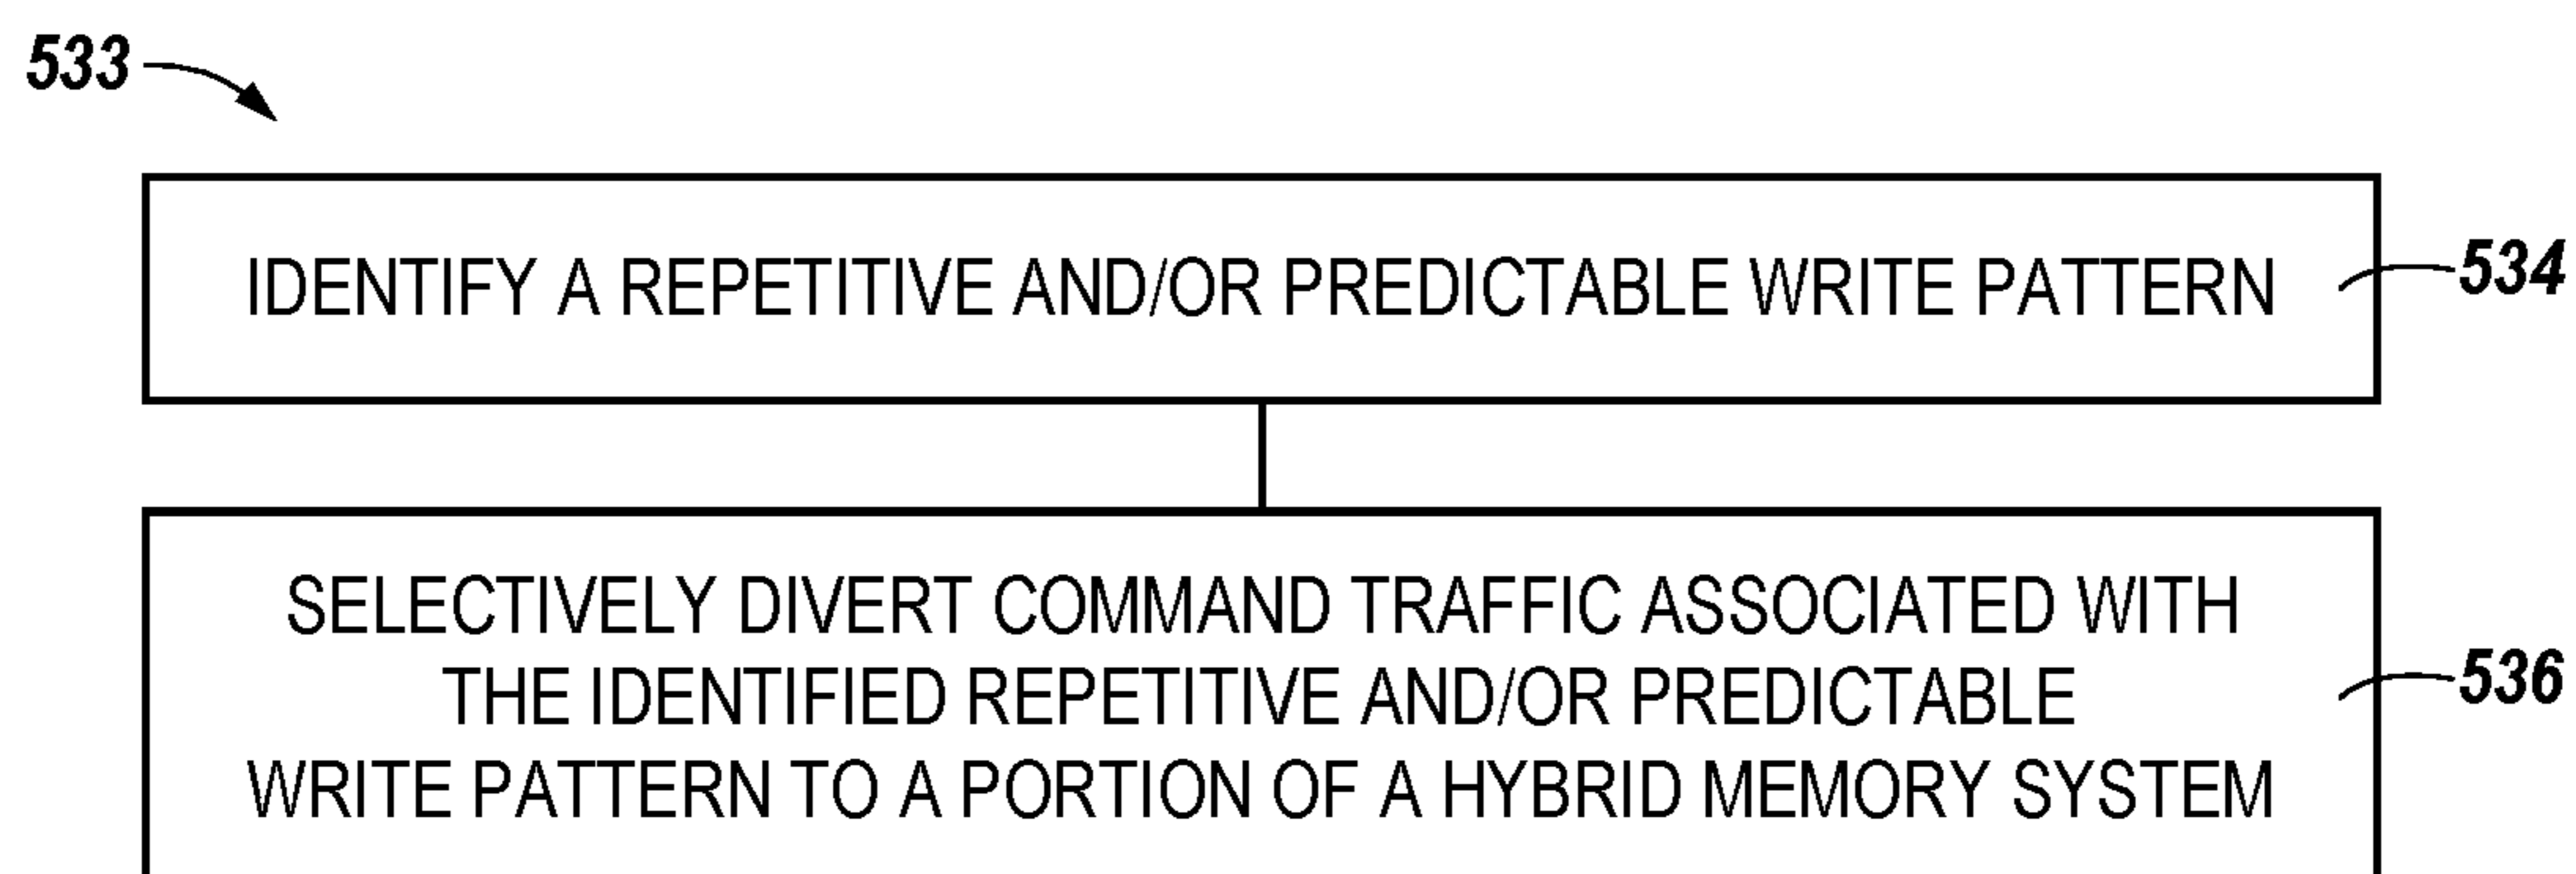 533
IDENTIFY A REPETITIVE AND/OR PREDICTABLE WRITE PATTERN
534
SELECTIVELY DIVERT COMMAND TRAFFIC ASSOCIATED WITH
THE IDENTIFIED REPETITIVE AND/OR PREDICTABLE
WRITE PATTERN TO A PORTION OF A HYBRID MEMORY SYSTEM
536